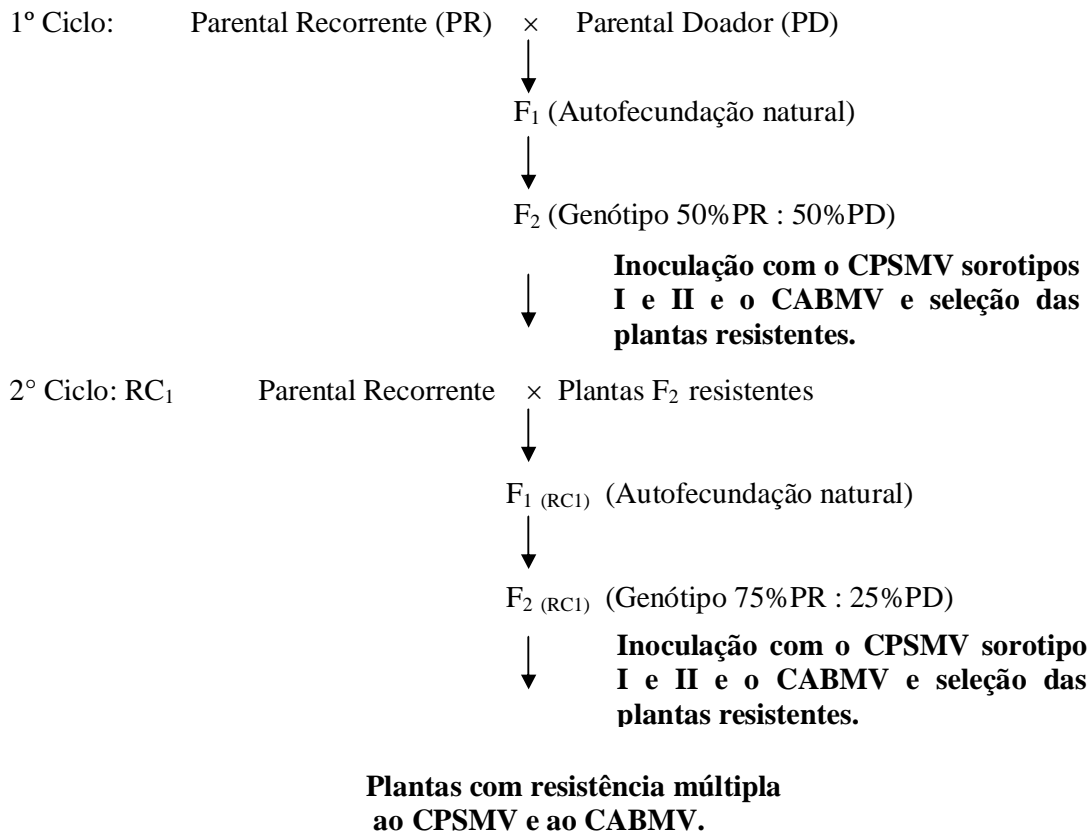 1º Ciclo: Parental Recorrente (PR) × Parental Doador (PD)
F1 (Autofecundação natural)
F2 (Genótipo 50%PR : 50%PD)
Inoculação com o CPSMV sorotipos
I e II e o CABMV e seleção das
plantas resistentes.
2° Ciclo: RC1 Parental Recorrente × Plantas F2 resistentes
F1 (RC1) (Autofecundação natural)
F2 (RC1) (Genótipo 75%PR : 25%PD)
Inoculação com o CPSMV sorotipo
I e II e o CABMV e seleção das
plantas resistentes.
Plantas com resistência múltipla
ao CPSMV e ao CABMV.